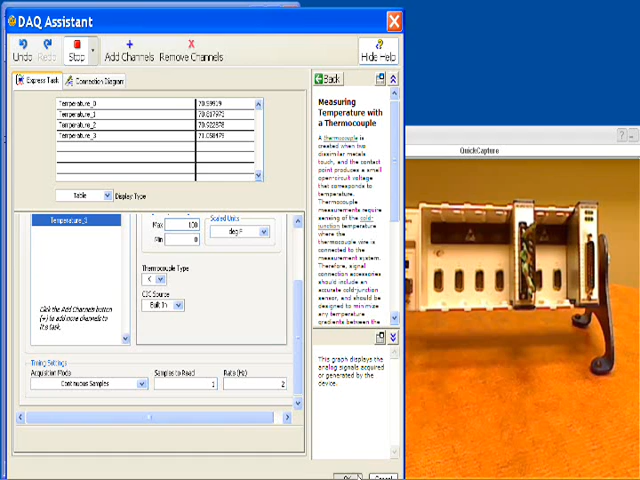 DAQ Assistant
Undo Redo Stop Add Channels Remove Channels Hide Help
Express Task Connection Diagram
Back
Temperature_0
Temperature_1
Temperature_2
Temperature_3
Table Display Type
Measuring
Temperature with
a Thermocouple
A thermocouple is
created when two
dissimilar metals
touch, and the contact
point produces a small
open-circuit voltage
that corresponds to
temperature.
Thermocouple
measurements require
sensing of the cold-
junction temperature
where the
thermocouple wire is
connected to the
measurement system.
Therefore, signal
connection accessories
should include an
accurate cold-junction
sensor, and should be
designed to minimize
any temperature
gradients between the
Temperature_3
Max 100
Min 0
Scaled Units
deg F
Thermocouple Type
K
CJC Source
Built In
Click the Add Channels button
(+) to add more channels to
the task.
Timing Settings
Acquisition Mode Samples to Read Rate (Hz)
Continuous Samples 1 2
This graph displays the
analog signals acquired
or generated by the
device.
OK Cancel
QuickCapture